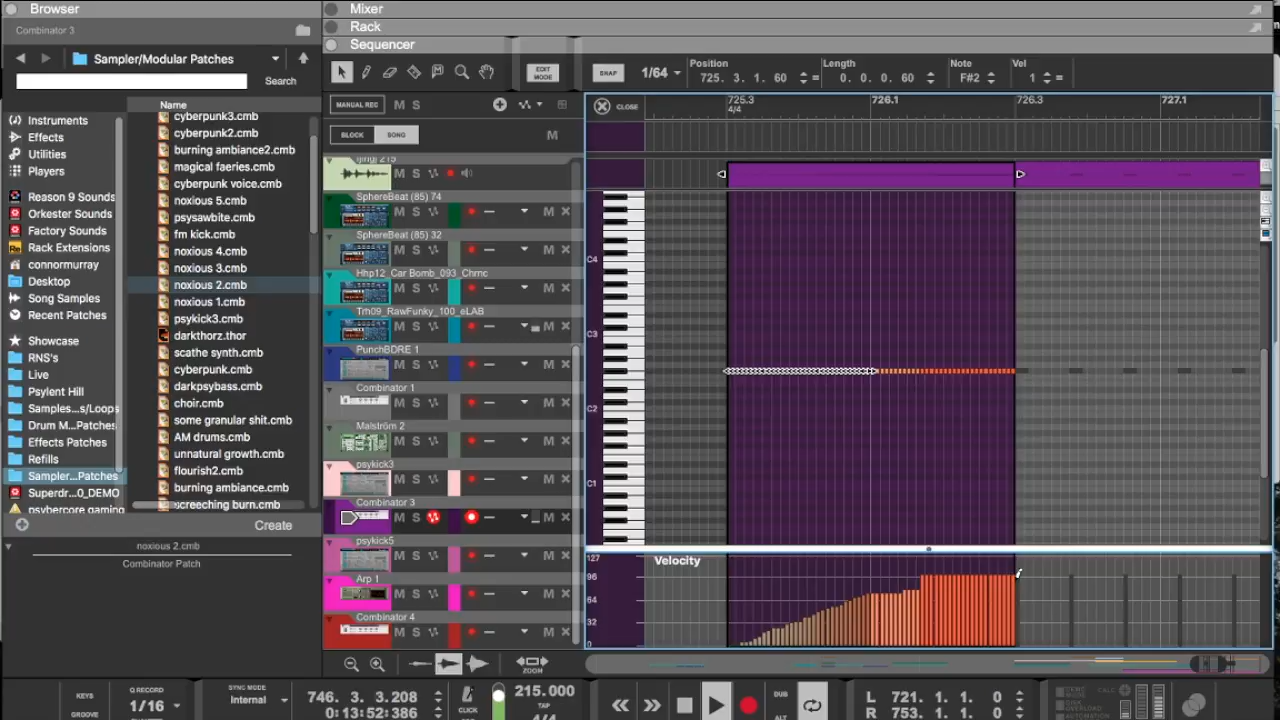 Browser
Mixer
Combinator 3
Rack
Sequencer
Sampler/Modular Patches
EDIT
MODE
SNAP
1/64
Position
725. 3. 1. 60
Length
0. 0. 0. 60
Note
F#2
Vel
1
Search
Name
MANUAL REC
M S
CLOSE
725.3
4/4
726.1
726.3
727.1
BLOCK
SONG
M
Instruments
Effects
Utilities
Players
Reason 9 Sounds
Orkester Sounds
Factory Sounds
Rack Extensions
connormurray
Desktop
Song Samples
Recent Patches
Showcase
RNS's
Live
Psylent Hill
Samples...s/Loops
Drum M...Patches
Effects Patches
Refills
Sampler...Patches
Superdr...0_DEMO
psybercore gaming
cyberpunk3.cmb
cyberpunk2.cmb
burning ambiance2.cmb
magical faeries.cmb
cyberpunk voice.cmb
noxious 5.cmb
psysawbite.cmb
fm kick.cmb
noxious 4.cmb
noxious 3.cmb
noxious 2.cmb
noxious 1.cmb
psykick3.cmb
darkthorz.thor
scathe synth.cmb
cyberpunk.cmb
darkpsybass.cmb
choir.cmb
some granular shit.cmb
AM drums.cmb
unnatural growth.cmb
flourish2.cmb
burning ambiance.cmb
screeching burn.cmb
M S
SphereBeat (85) 74
M S M
SphereBeat (85) 32
M S M
Hhp12_Car Bomb_093_Chrnc
M S M
Trn09_RawFunky_100_eLAB
M S M
PunchBDRE 1
M S M
Combinator 1
M S M
Malström 2
M S M
psykick3
M S M
Combinator 3
M S M
psykick5
M S M
Arp 1
M S M
Combinator 4
M S M
C4
C3
C2
C1
Velocity
127
96
64
32
0
Create
noxious 2.cmb
Combinator Patch
ZOOM
KEYS
GROOVE
Q RECORD
1/16
SYNC MODE
Internal
746. 3. 3.208
0:13:52:386
CLICK
215.000
TEMPO
4/4
DUB
ALT
L 721. 1. 1. 0
R 753. 1. 1. 0
CALC